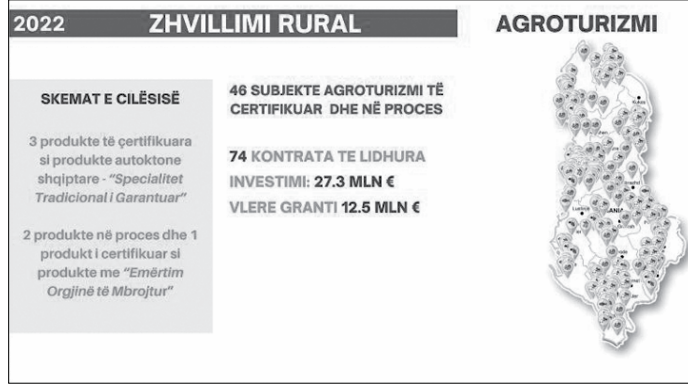 2022
ZHVILLIMI RURAL
AGROTURIZMI
SKEMAT E CILËSISË
3 produkte të çertifikuara
si produkte autoktone
shqiptare - "Specialitet
Tradicional i Garantuar"
2 produkte në proces dhe 1
produkt i certifikuar si
produkte me "Emërtim
Orgjinë të Mbrojtur"
46 SUBJEKTE AGROTURIZMI TË
CERTIFIKUAR DHE NË PROCES
74 KONTRATA TE LIDHURA
INVESTIMI: 27.3 MLN €
VLERE GRANTI 12.5 MLN €